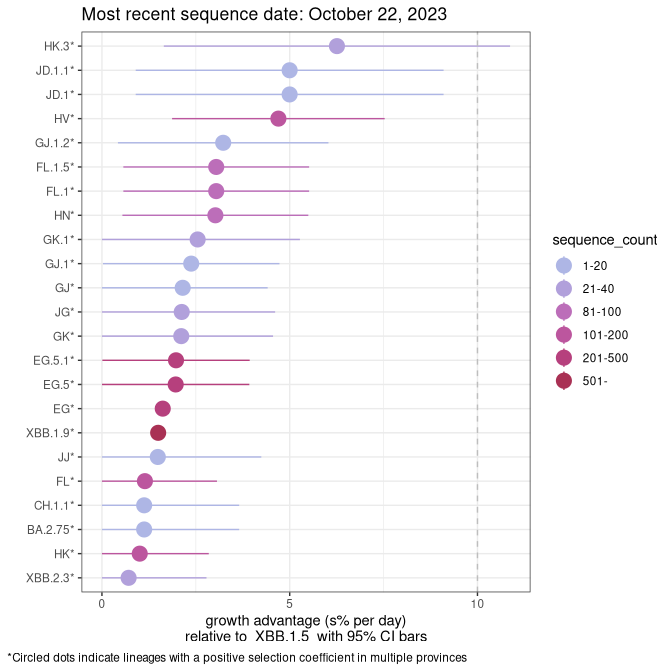 Most recent sequence date: October 22, 2023
HK.3*
JD.1.1*
JD.1*
HV*
GJ.1.2*
FL.1.5*
FL.1*
HN*
GK.1*
GJ.1*
GJ*
JG*
GK*
EG.5.1*
EG.5*
EG*
XBB.1.9*
JJ*
FL*
CH.1.1*
BA.2.75*
HK*
XBB.2.3*
0 5 10
growth advantage (s% per day)
relative to XBB.1.5 with 95% CI bars
sequence_count
1-20
21-40
81-100
101-200
201-500
501-
*Circled dots indicate lineages with a positive selection coefficient in multiple provinces